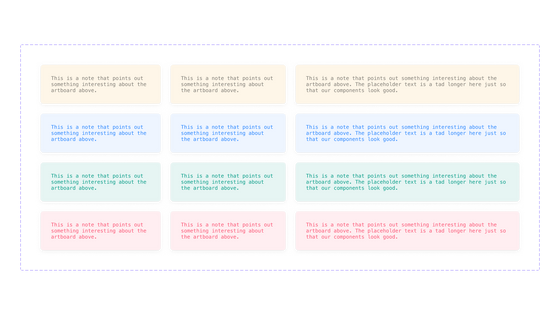 This is a note that points out
something interesting about the
artboard above.
This is a note that points out
something interesting about
the artboard above.
This is a note that points out something interesting about the
artboard above. The placeholder text is a tad longer here just so
that our components look good.
This is a note that points out
something interesting about the
artboard above.
This is a note that points out
something interesting about
the artboard above.
This is a note that points out something interesting about the
artboard above. The placeholder text is a tad longer here just so
that our components look good.
This is a note that points out
something interesting about the
artboard above.
This is a note that points out
something interesting about
the artboard above.
This is a note that points out something interesting about the
artboard above. The placeholder text is a tad longer here just so
that our components look good.
This is a note that points out
something interesting about the
artboard above.
This is a note that points out
something interesting about
the artboard above.
This is a note that points out something interesting about the
artboard above. The placeholder text is a tad longer here just so
that our components look good.